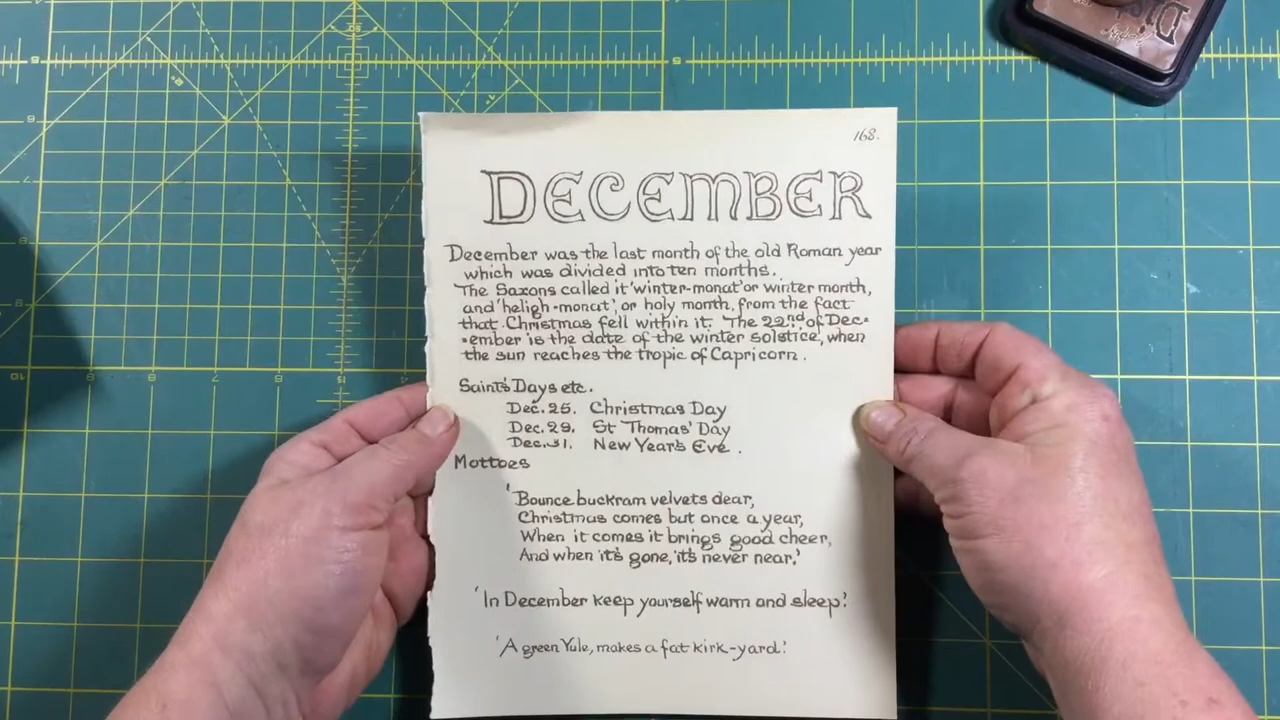 168.
DECEMBER
December was the last month of the old Roman year
which was divided into ten months.
The Saxons called it 'winter-monat' or winter month,
and 'heligh-monat', or holy month, from the fact
that Christmas fell within it. The 22nd of Dec-
-ember is the date of the winter solstice, when
the sun reaches the tropic of Capricorn.
Saint's Days etc.
Dec. 25. Christmas Day
Dec. 29. St Thomas' Day
Dec. 31. New Year's Eve.
Mottoes
'Bounce buckram velvets dear,
Christmas comes but once a year,
When it comes it brings good cheer,
And when it's gone, it's never near.'
'In December keep yourself warm and sleep.'
'A green Yule, makes a fat kirk-yard.'